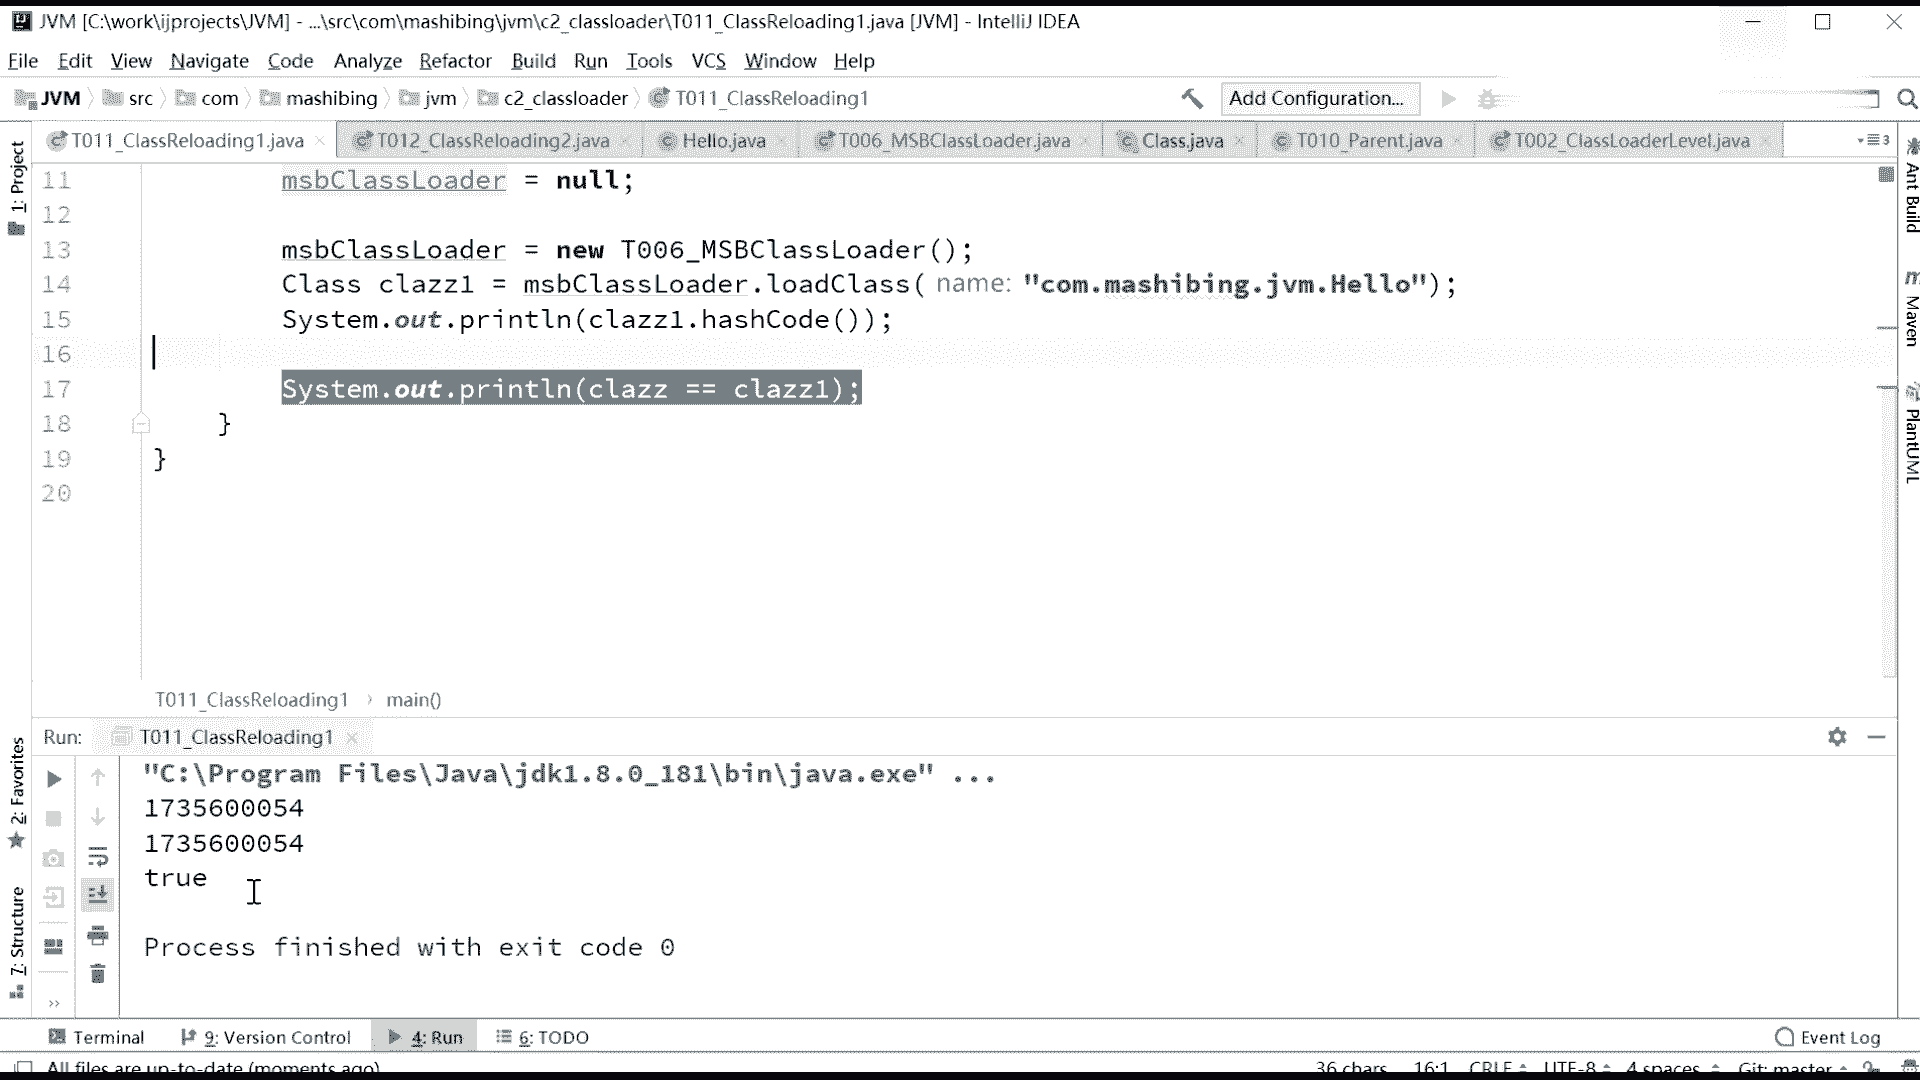 JVM [C:\work\ijprojects\JVM] - ...\src\com\mashibing\jvm\c2_classloader\T011_ClassReloading1.java [JVM] - IntelliJ IDEA
File Edit View Navigate Code Analyze Refactor Build Run Tools VCS Window Help
JVM src com mashibing jvm c2_classloader T011_ClassReloading1 Add Configuration...
T011_ClassReloading1.java T012_ClassReloading2.java Hello.java T006_MSBClassLoader.java Class.java T010_Parent.java T002_ClassLoaderLevel.java 3
1: Project
Ant Build
Maven
PlantUML
11 msbClassLoader = null;
12
13 msbClassLoader = new T006_MSBClassLoader();
14 Class clazz1 = msbClassLoader.loadClass( name: "com.mashibing.jvm.Hello");
15 System.out.println(clazz1.hashCode());
16
17 System.out.println(clazz == clazz1);
18 }
19 }
20
T011_ClassReloading1 › main()
2: Favorites
7: Structure
Run: T011_ClassReloading1
"C:\Program Files\Java\jdk1.8.0_181\bin\java.exe" ...
1735600054
1735600054
true
Process finished with exit code 0
Terminal 9: Version Control 4: Run 6: TODO Event Log
All files are up-to-date (moments ago) 36 chars 16:1 CRLF UTF-8 4 spaces Git: master